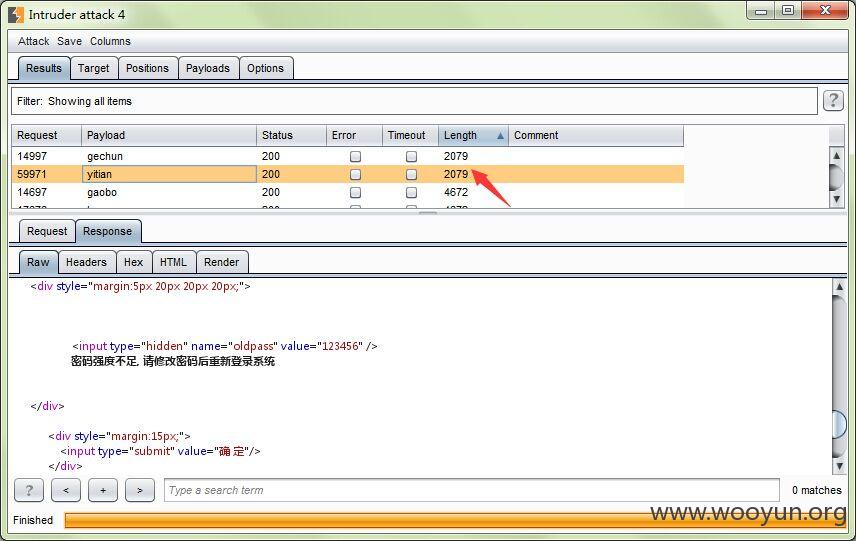 Intruder attack 4
Attack Save Columns
Results Target Positions Payloads Options
Filter: Showing all items ?
Request Payload Status Error Timeout Length Comment
14997 gechun 200 2079
59971 yitian 200 2079
14697 gaobo 200 4672
Request Response
Raw Headers Hex HTML Render
<div style="margin:5px 20px 20px 20px;">
<input type="hidden" name="oldpass" value="123456" />
密码强度不足, 请修改密码后重新登录系统
</div>
<div style="margin:15px;">
<input type="submit" value="确 定"/>
</div>
? < + > Type a search term 0 matches
www.wooyun.org
Finished